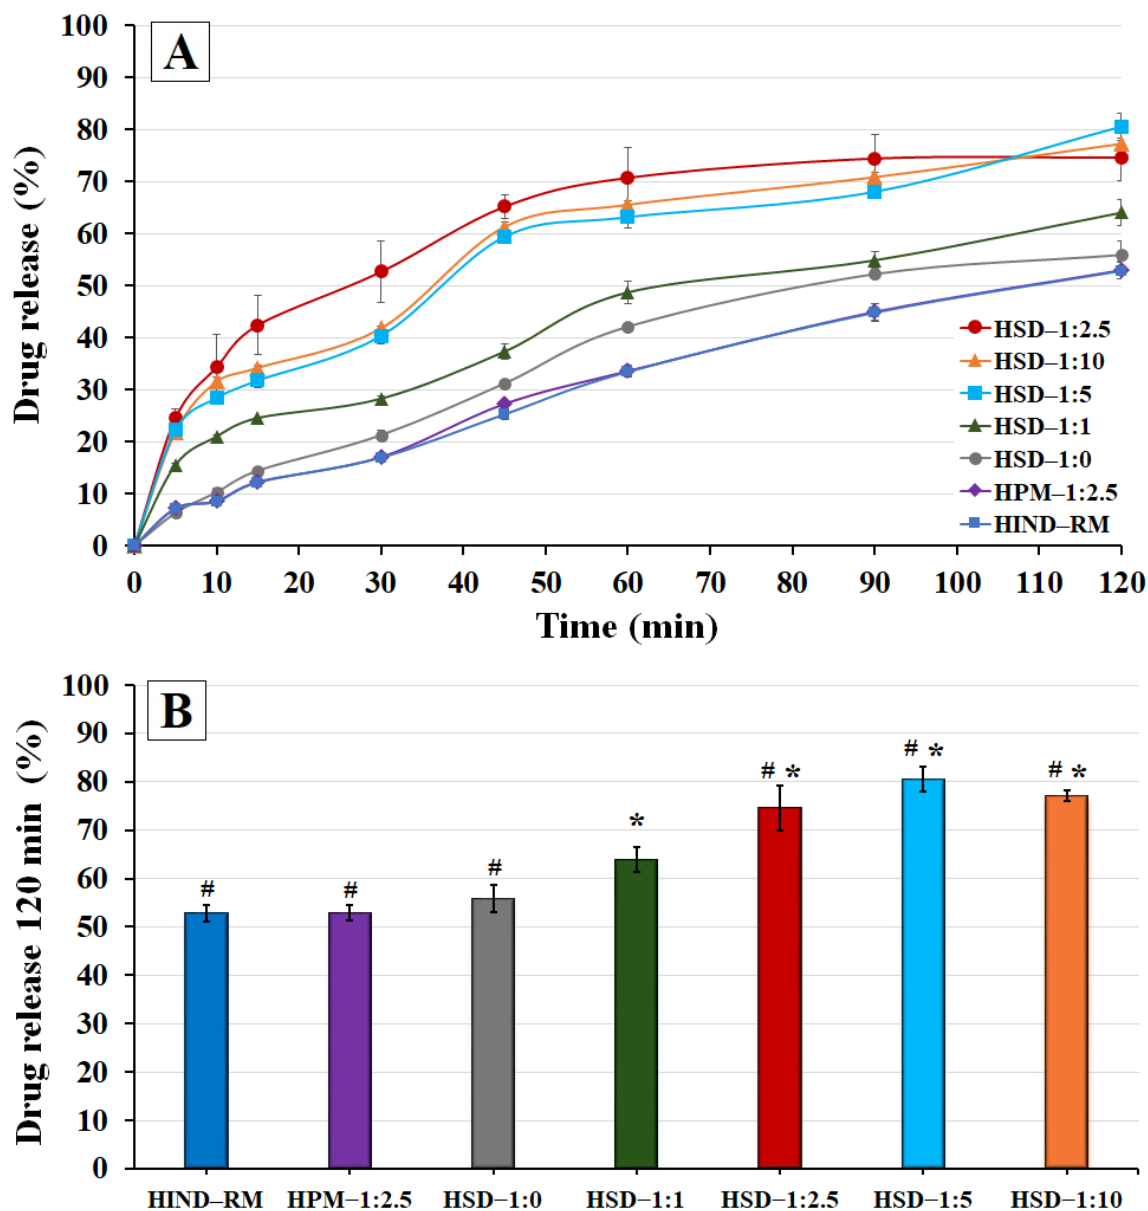 A
100
90
80
70
60
50
40
30
20
10
0
Drug release (%)
HSD–1:2.5
HSD–1:10
HSD–1:5
HSD–1:1
HSD–1:0
HPM–1:2.5
HIND–RM
0 10 20 30 40 50 60 70 80 90 100 110 120
Time (min)
B
100
90
80
70
60
50
40
30
20
10
0
Drug release 120 min (%)
# # # * # * # * # *
HIND–RM HPM–1:2.5 HSD–1:0 HSD–1:1 HSD–1:2.5 HSD–1:5 HSD–1:10